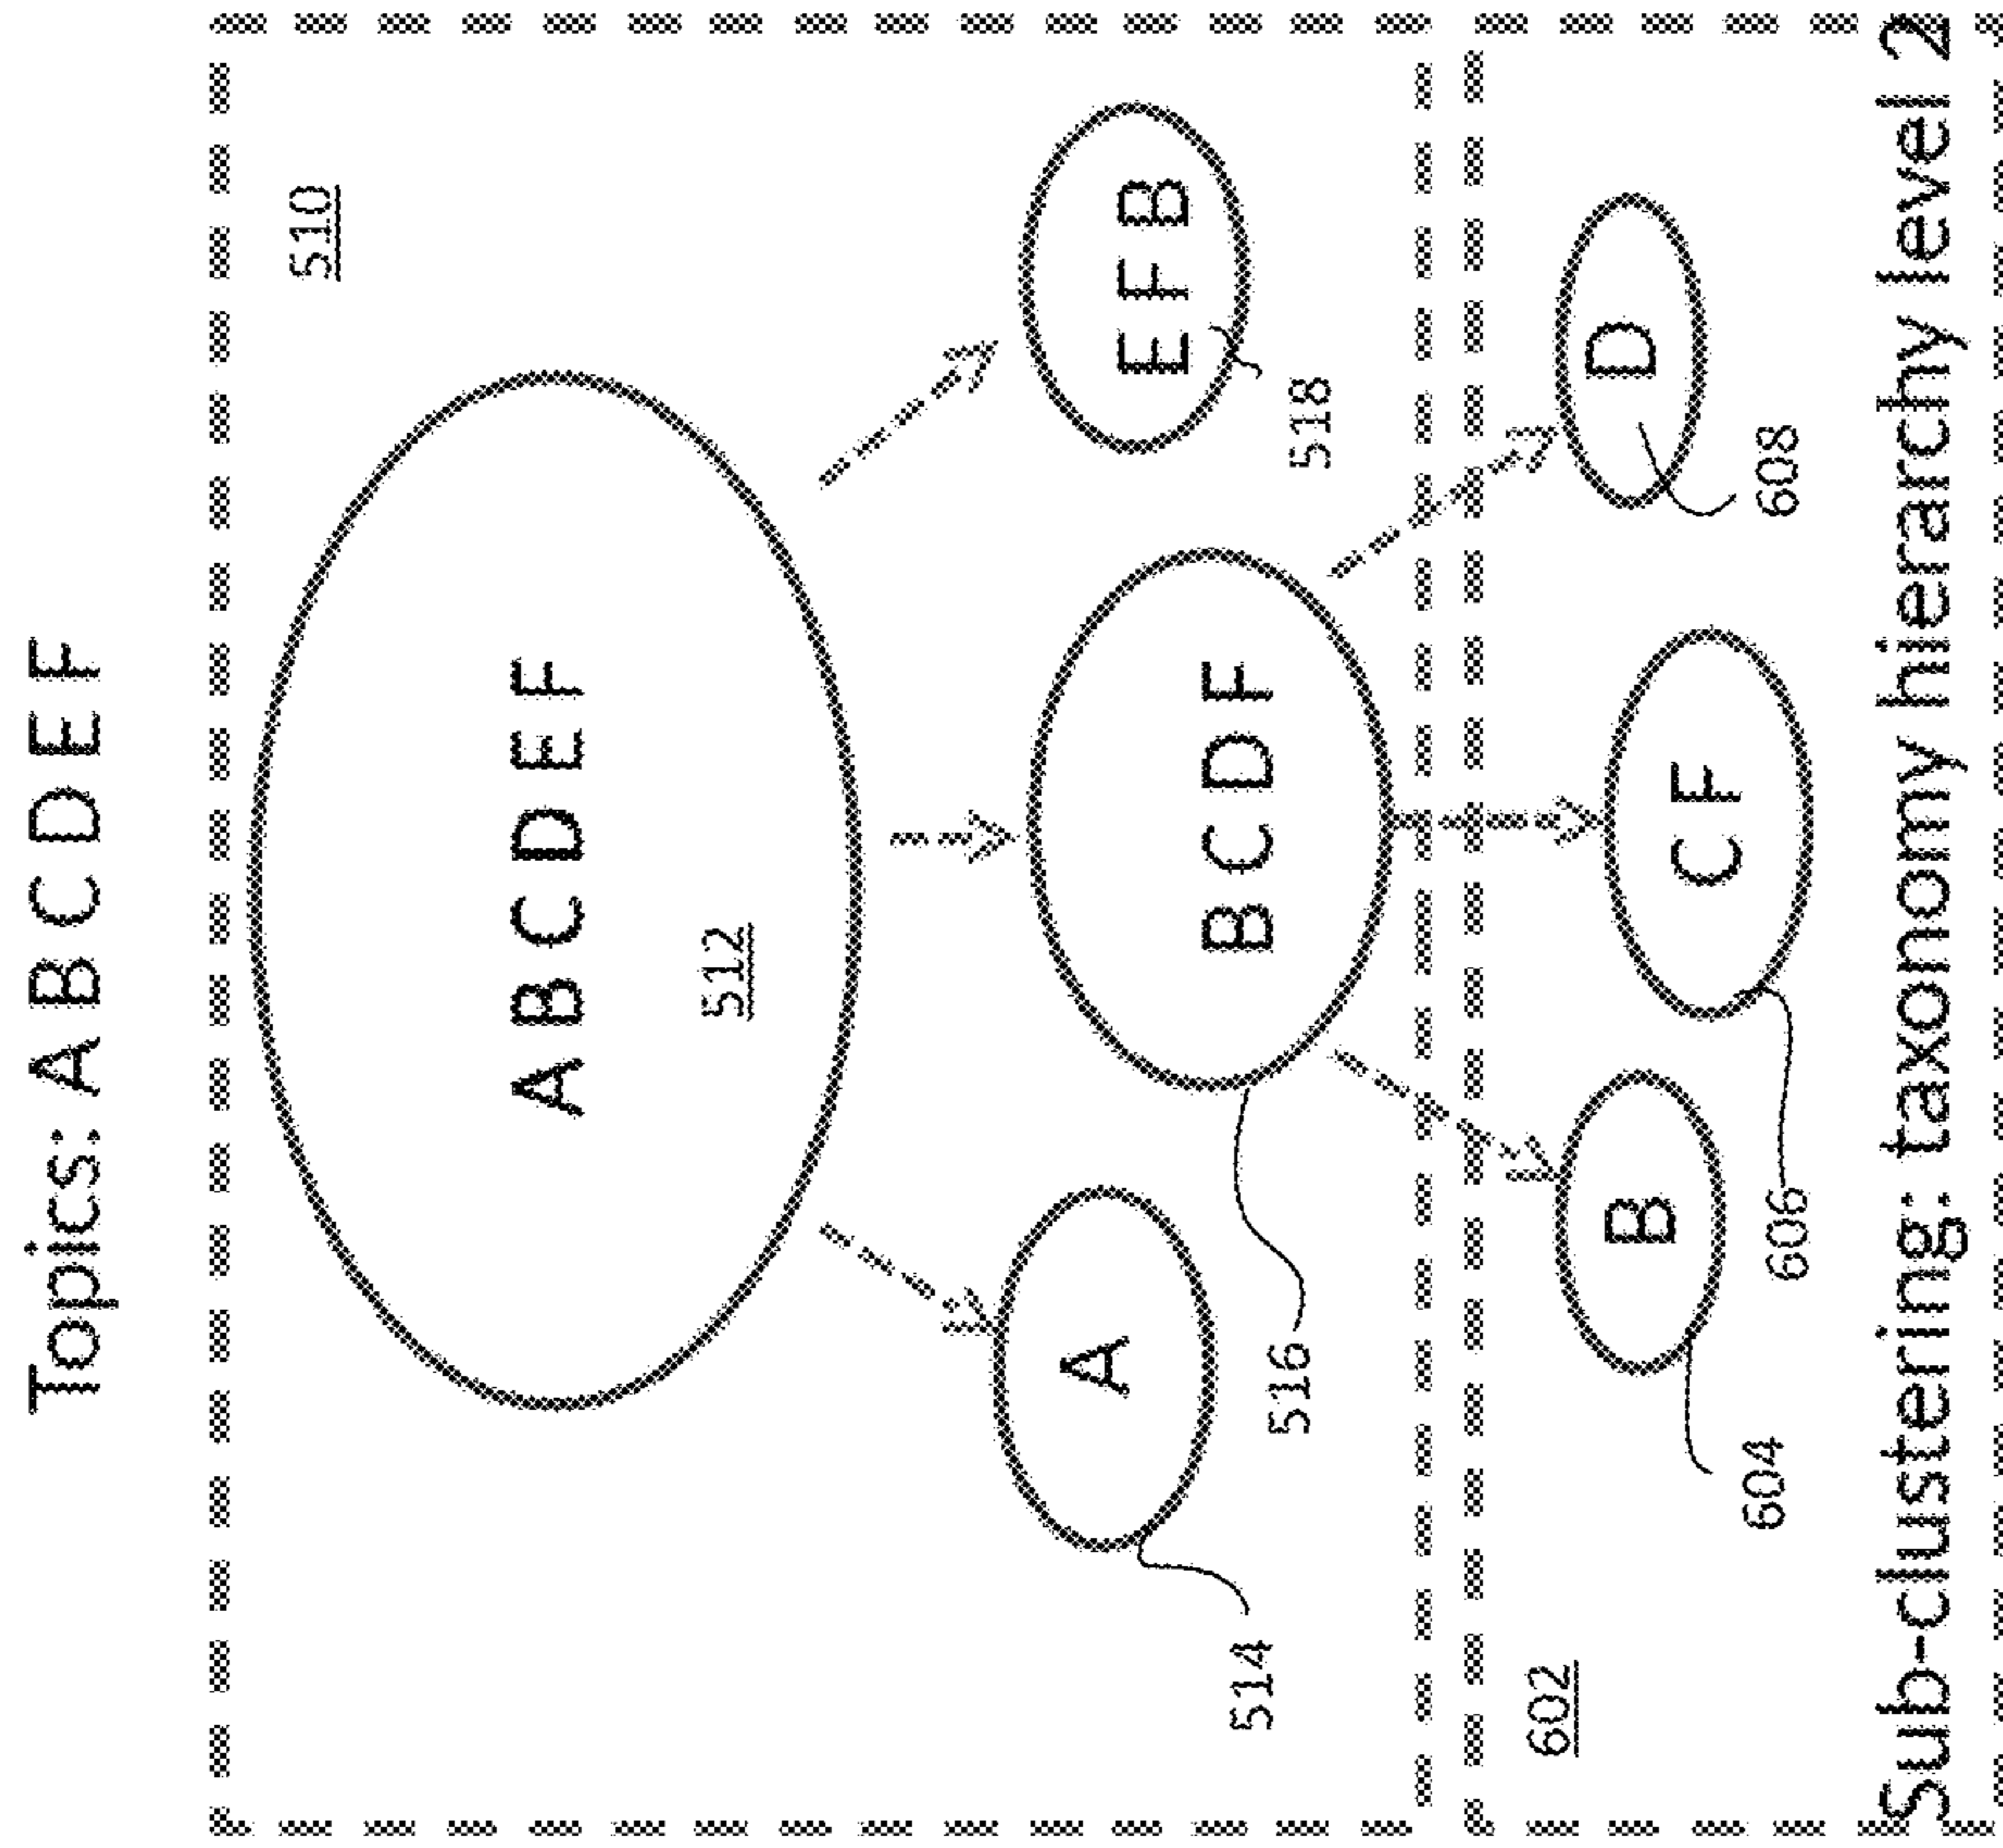 Topics: A B C D E F
510
A B C D E F
512
A
B C D F
E F B
514
516
518
602
B
C F
D
604
606
608
Sub-clustering: taxonomy hierarchy level 2